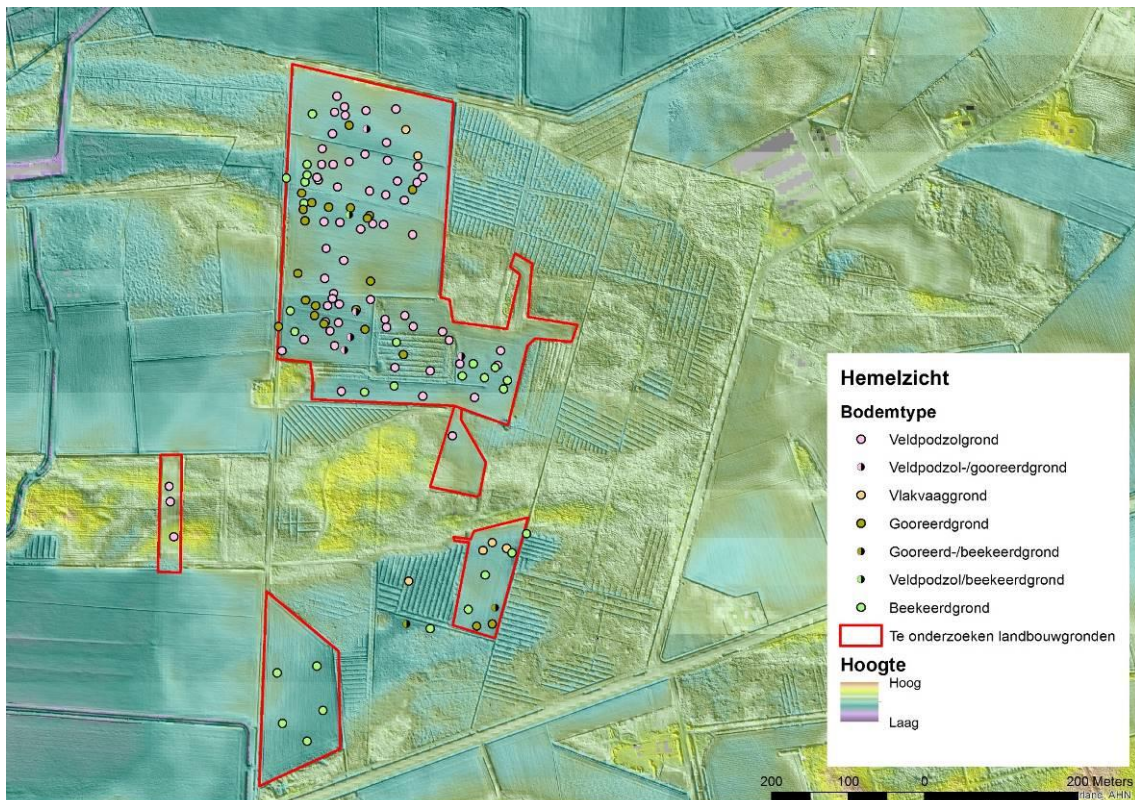 Hemelzicht
Bodemtype
Veldpodzolgrond
Veldpodzol-/gooreerdgrond
Vlakvaaggrond
Gooreerdgrond
Gooreerd-/beekeerdgrond
Veldpodzol/beekeerdgrond
Beekeerdgrond
Te onderzoeken landbouwgronden
Hoogte
Hoog
Laag
200 100 0 200 Meters
AHN